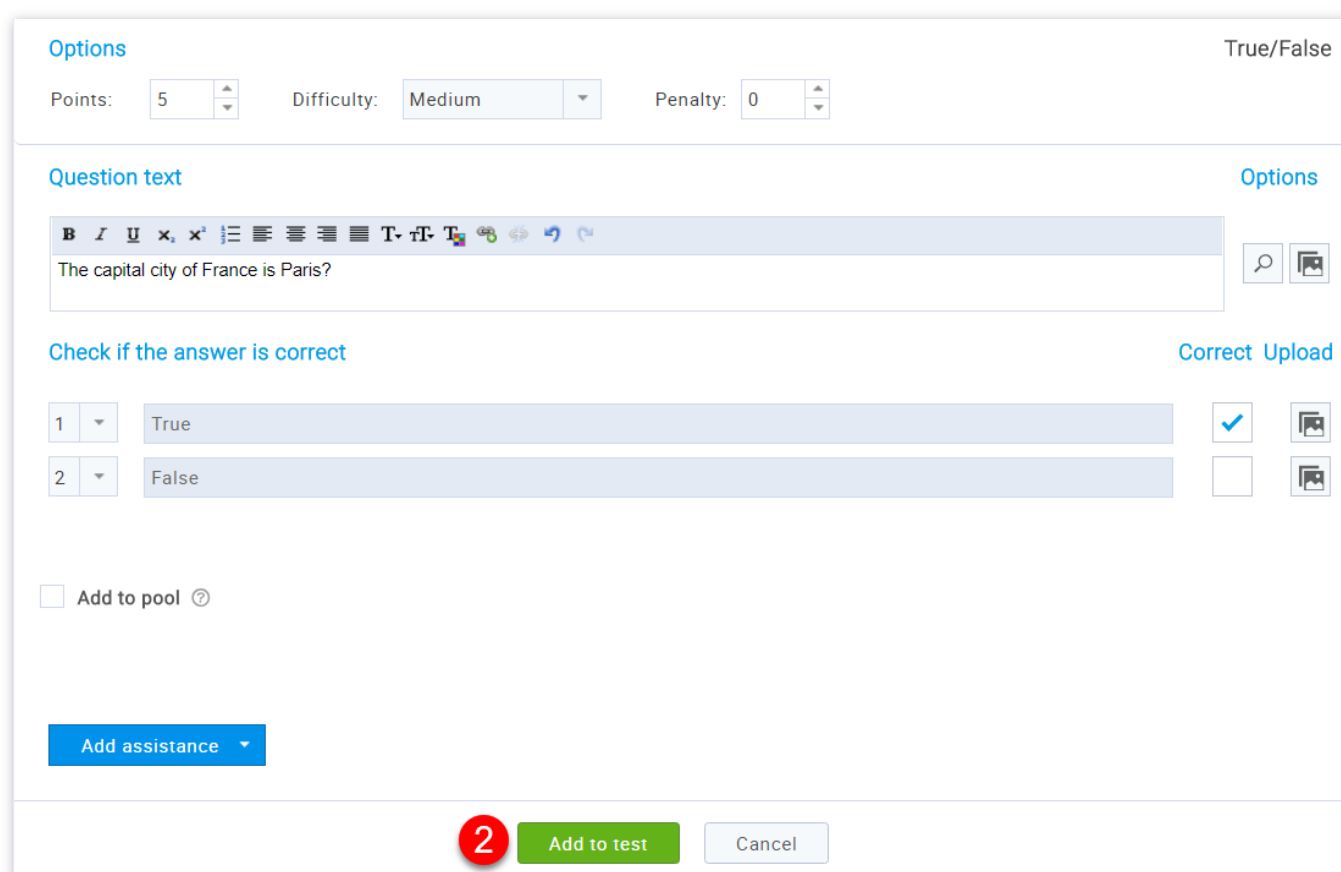 Options True/False
Points: 5 Difficulty: Medium Penalty: 0
Question text Options
B I U x₂ x² T T T
The capital city of France is Paris?
Check if the answer is correct Correct Upload
1 True
2 False
Add to pool ?
Add assistance
2 Add to test Cancel